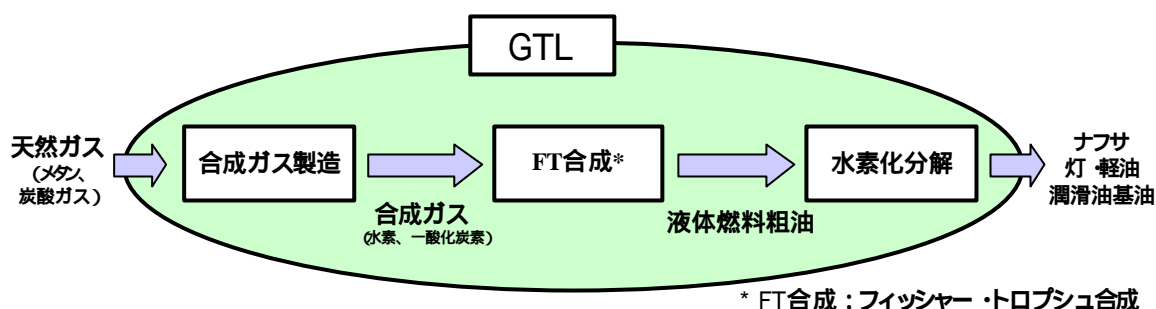 GTL
天然ガス
(メタン、
炭酸ガス)
合成ガス製造
合成ガス
(水素、一酸化炭素)
FT合成*
液体燃料粗油
水素化分解
ナフサ
灯・軽油
潤滑油基油
* FT合成：フィッシャー・トロプシュ合成